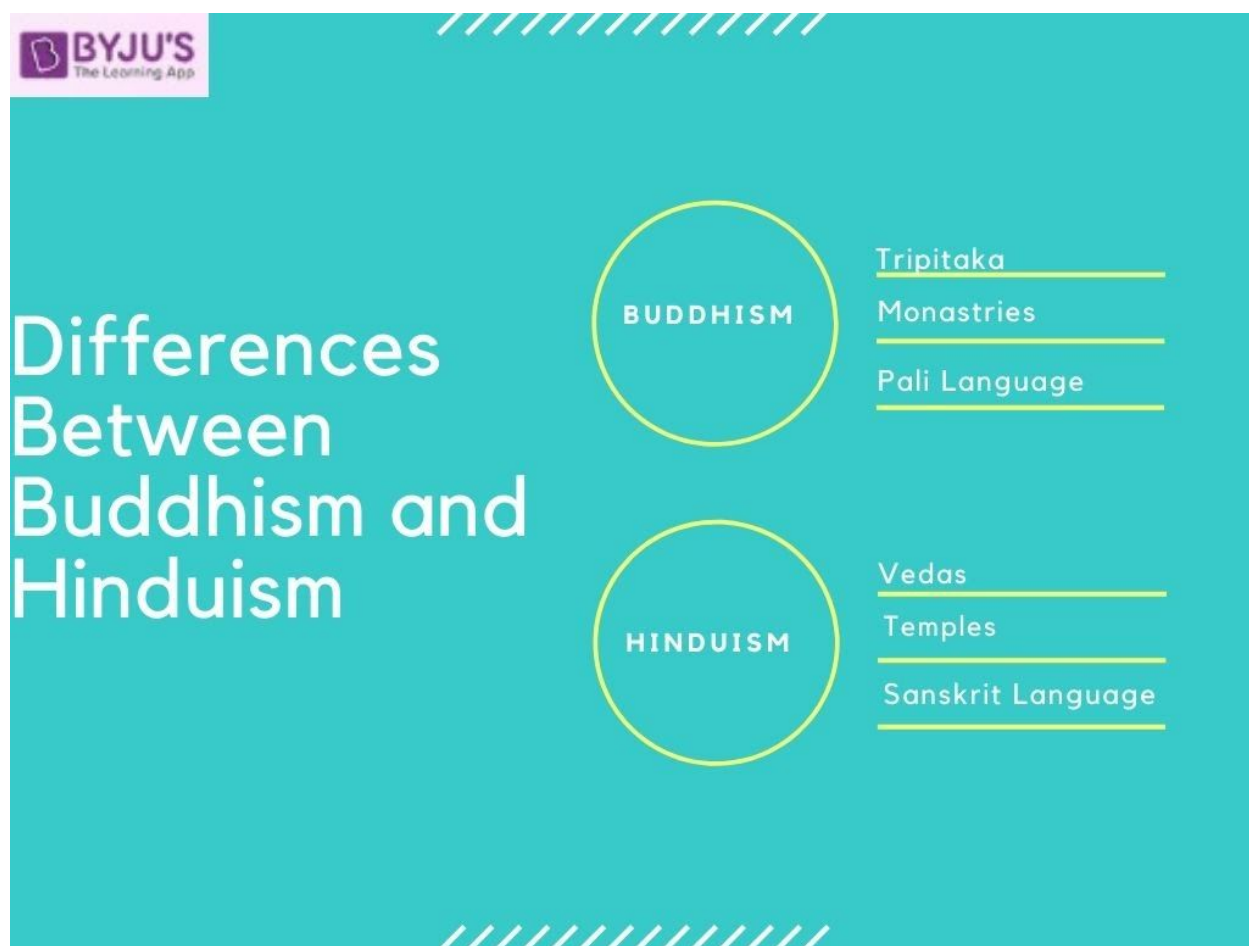 BYJU'S
The Learning App
Differences
Between
Buddhism and
Hinduism
BUDDHISM
Tripitaka
Monastries
Pali Language
HINDUISM
Vedas
Temples
Sanskrit Language